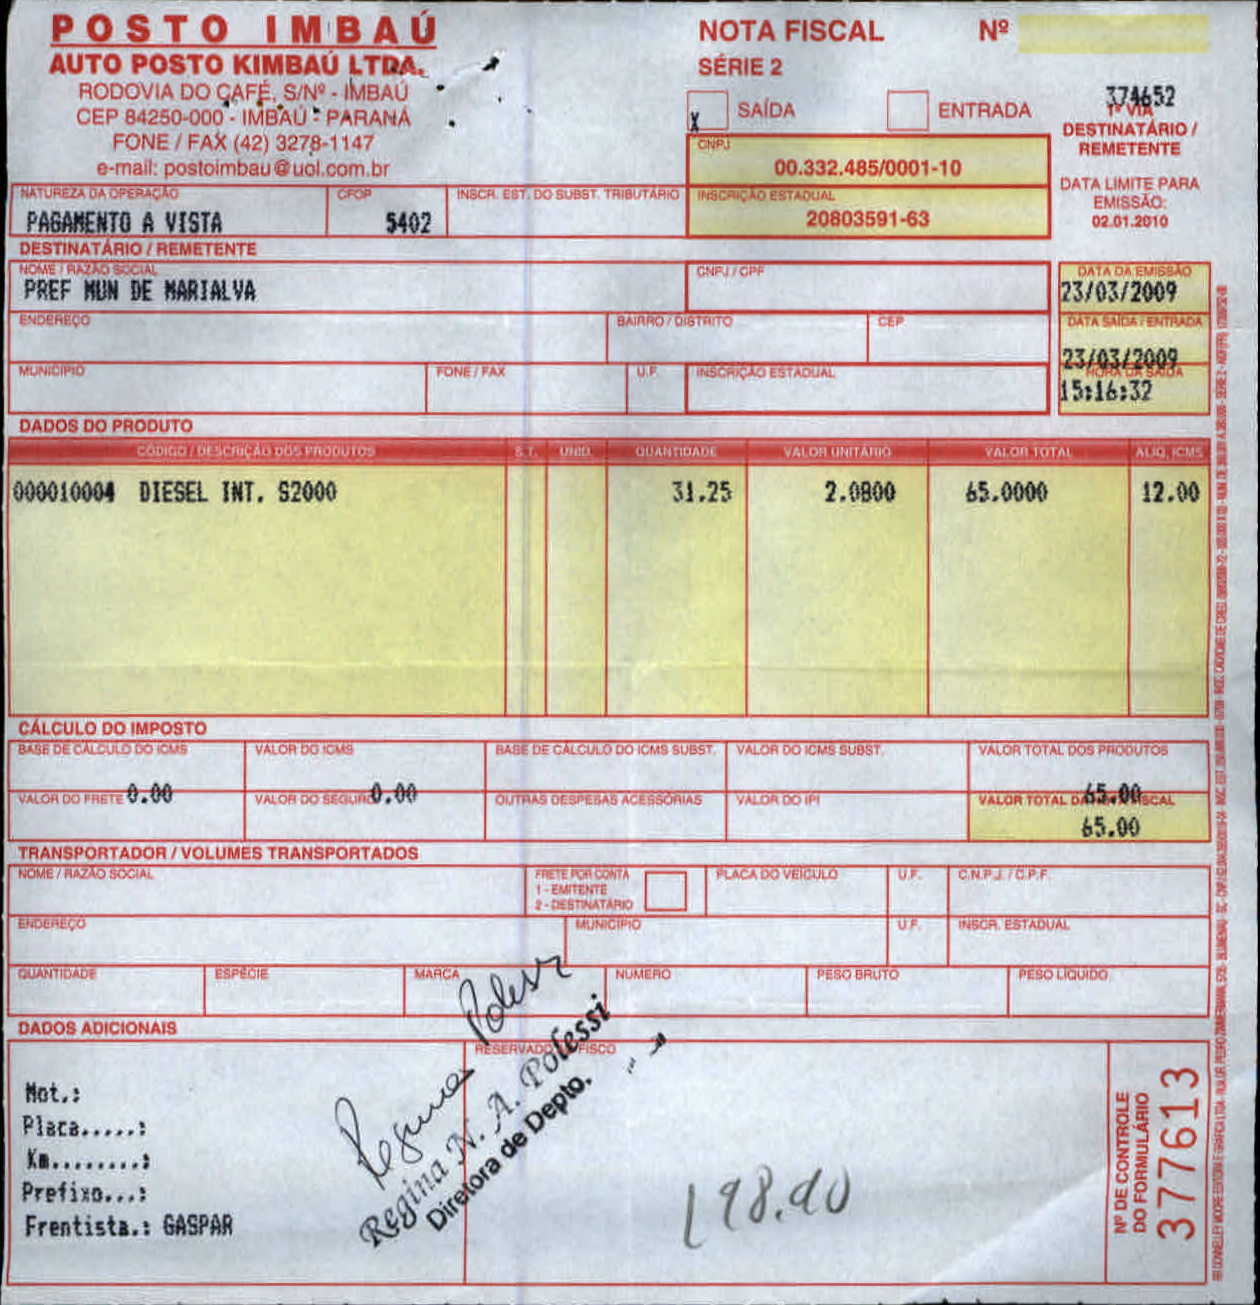 POSTO IMBAÚ
AUTO POSTO KIMBAÚ LTDA.
RODOVIA DO CAFÉ, S/Nº - IMBAÚ
CEP 84250-000 - IMBAÚ - PARANÁ
FONE / FAX (42) 3278-1147
e-mail: postoimbau@uol.com.br
NOTA FISCAL Nº
SÉRIE 2
X SAÍDA ENTRADA
374652
1ª VIA
DESTINATÁRIO /
REMETENTE
DATA LIMITE PARA
EMISSÃO:
02.01.2010
CNPJ
00.332.485/0001-10
NATUREZA DA OPERAÇÃO CFOP INSCR. EST. DO SUBST. TRIBUTÁRIO INSCRIÇÃO ESTADUAL
PAGAMENTO A VISTA 5402 20803591-63
DESTINATÁRIO / REMETENTE
NOME / RAZÃO SOCIAL CNPJ / CPF DATA DA EMISSÃO
PREF MUN DE MARIALVA 23/03/2009
ENDEREÇO BAIRRO / DISTRITO CEP DATA SAÍDA / ENTRADA
23/03/2009
MUNICÍPIO FONE / FAX U.F. INSCRIÇÃO ESTADUAL HORA DA SAÍDA
15:16:32
DADOS DO PRODUTO
CÓDIGO / DESCRIÇÃO DOS PRODUTOS S.T. UNID. QUANTIDADE VALOR UNITÁRIO VALOR TOTAL ALIQ. ICMS
000010004 DIESEL INT. S2000 31.25 2.0800 65.0000 12.00
CÁLCULO DO IMPOSTO
BASE DE CÁLCULO DO ICMS VALOR DO ICMS BASE DE CÁLCULO DO ICMS SUBST. VALOR DO ICMS SUBST. VALOR TOTAL DOS PRODUTOS
0.00 0.00 65.00
VALOR DO FRETE VALOR DO SEGURO OUTRAS DESPESAS ACESSÓRIAS VALOR DO IPI VALOR TOTAL DA NOTA FISCAL
65.00
TRANSPORTADOR / VOLUMES TRANSPORTADOS
NOME / RAZÃO SOCIAL FRETE POR CONTA PLACA DO VEÍCULO U.F. C.N.P.J. / C.P.F.
1 - EMITENTE
2 - DESTINATÁRIO
ENDEREÇO MUNICÍPIO U.F. INSCR. ESTADUAL
QUANTIDADE ESPÉCIE MARCA NUMERO PESO BRUTO PESO LÍQUIDO
DADOS ADICIONAIS
RESERVADO FISCO
Mot.:
Placa.....:
Km........:
Prefixo...:
Frentista.: GASPAR
Regina Polessi
Regina N. A. Polessi
Diretora de Depto.
198.90
Nº DE CONTROLE
DO FORMULÁRIO
377613